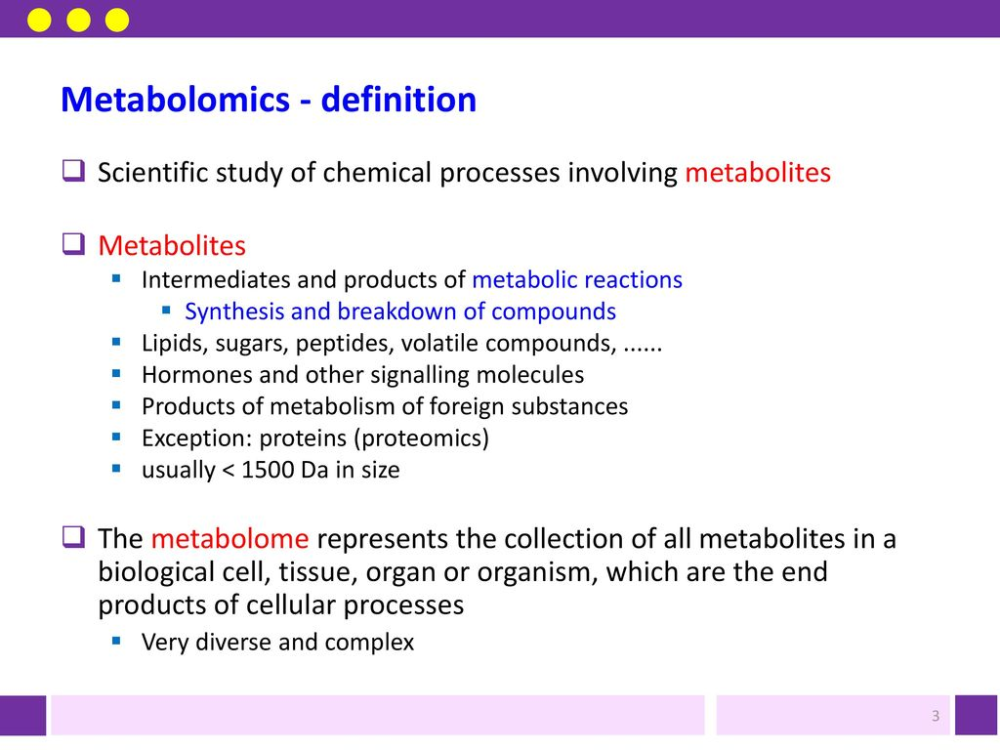 Metabolomics - definition
Scientific study of chemical processes involving metabolites
Metabolites
Intermediates and products of metabolic reactions
Synthesis and breakdown of compounds
Lipids, sugars, peptides, volatile compounds, ......
Hormones and other signalling molecules
Products of metabolism of foreign substances
Exception: proteins (proteomics)
usually < 1500 Da in size
The metabolome represents the collection of all metabolites in a
biological cell, tissue, organ or organism, which are the end
products of cellular processes
Very diverse and complex
3